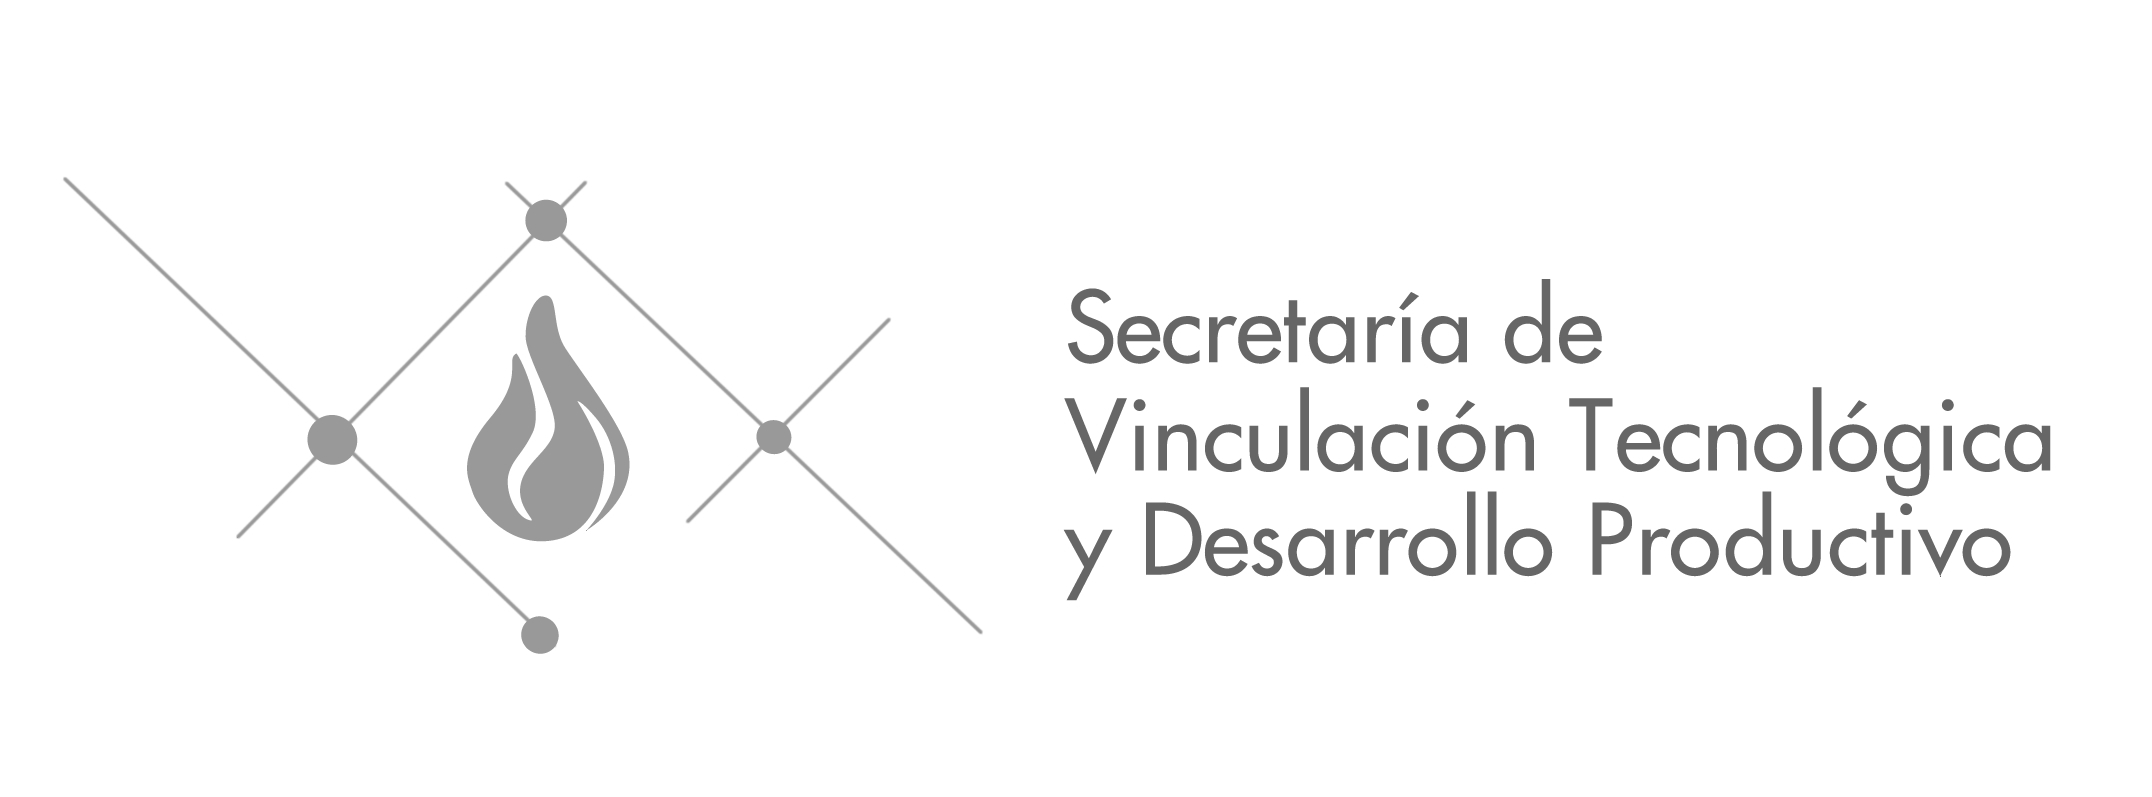 Secretaría de
Vinculación Tecnológica
y Desarrollo Productivo